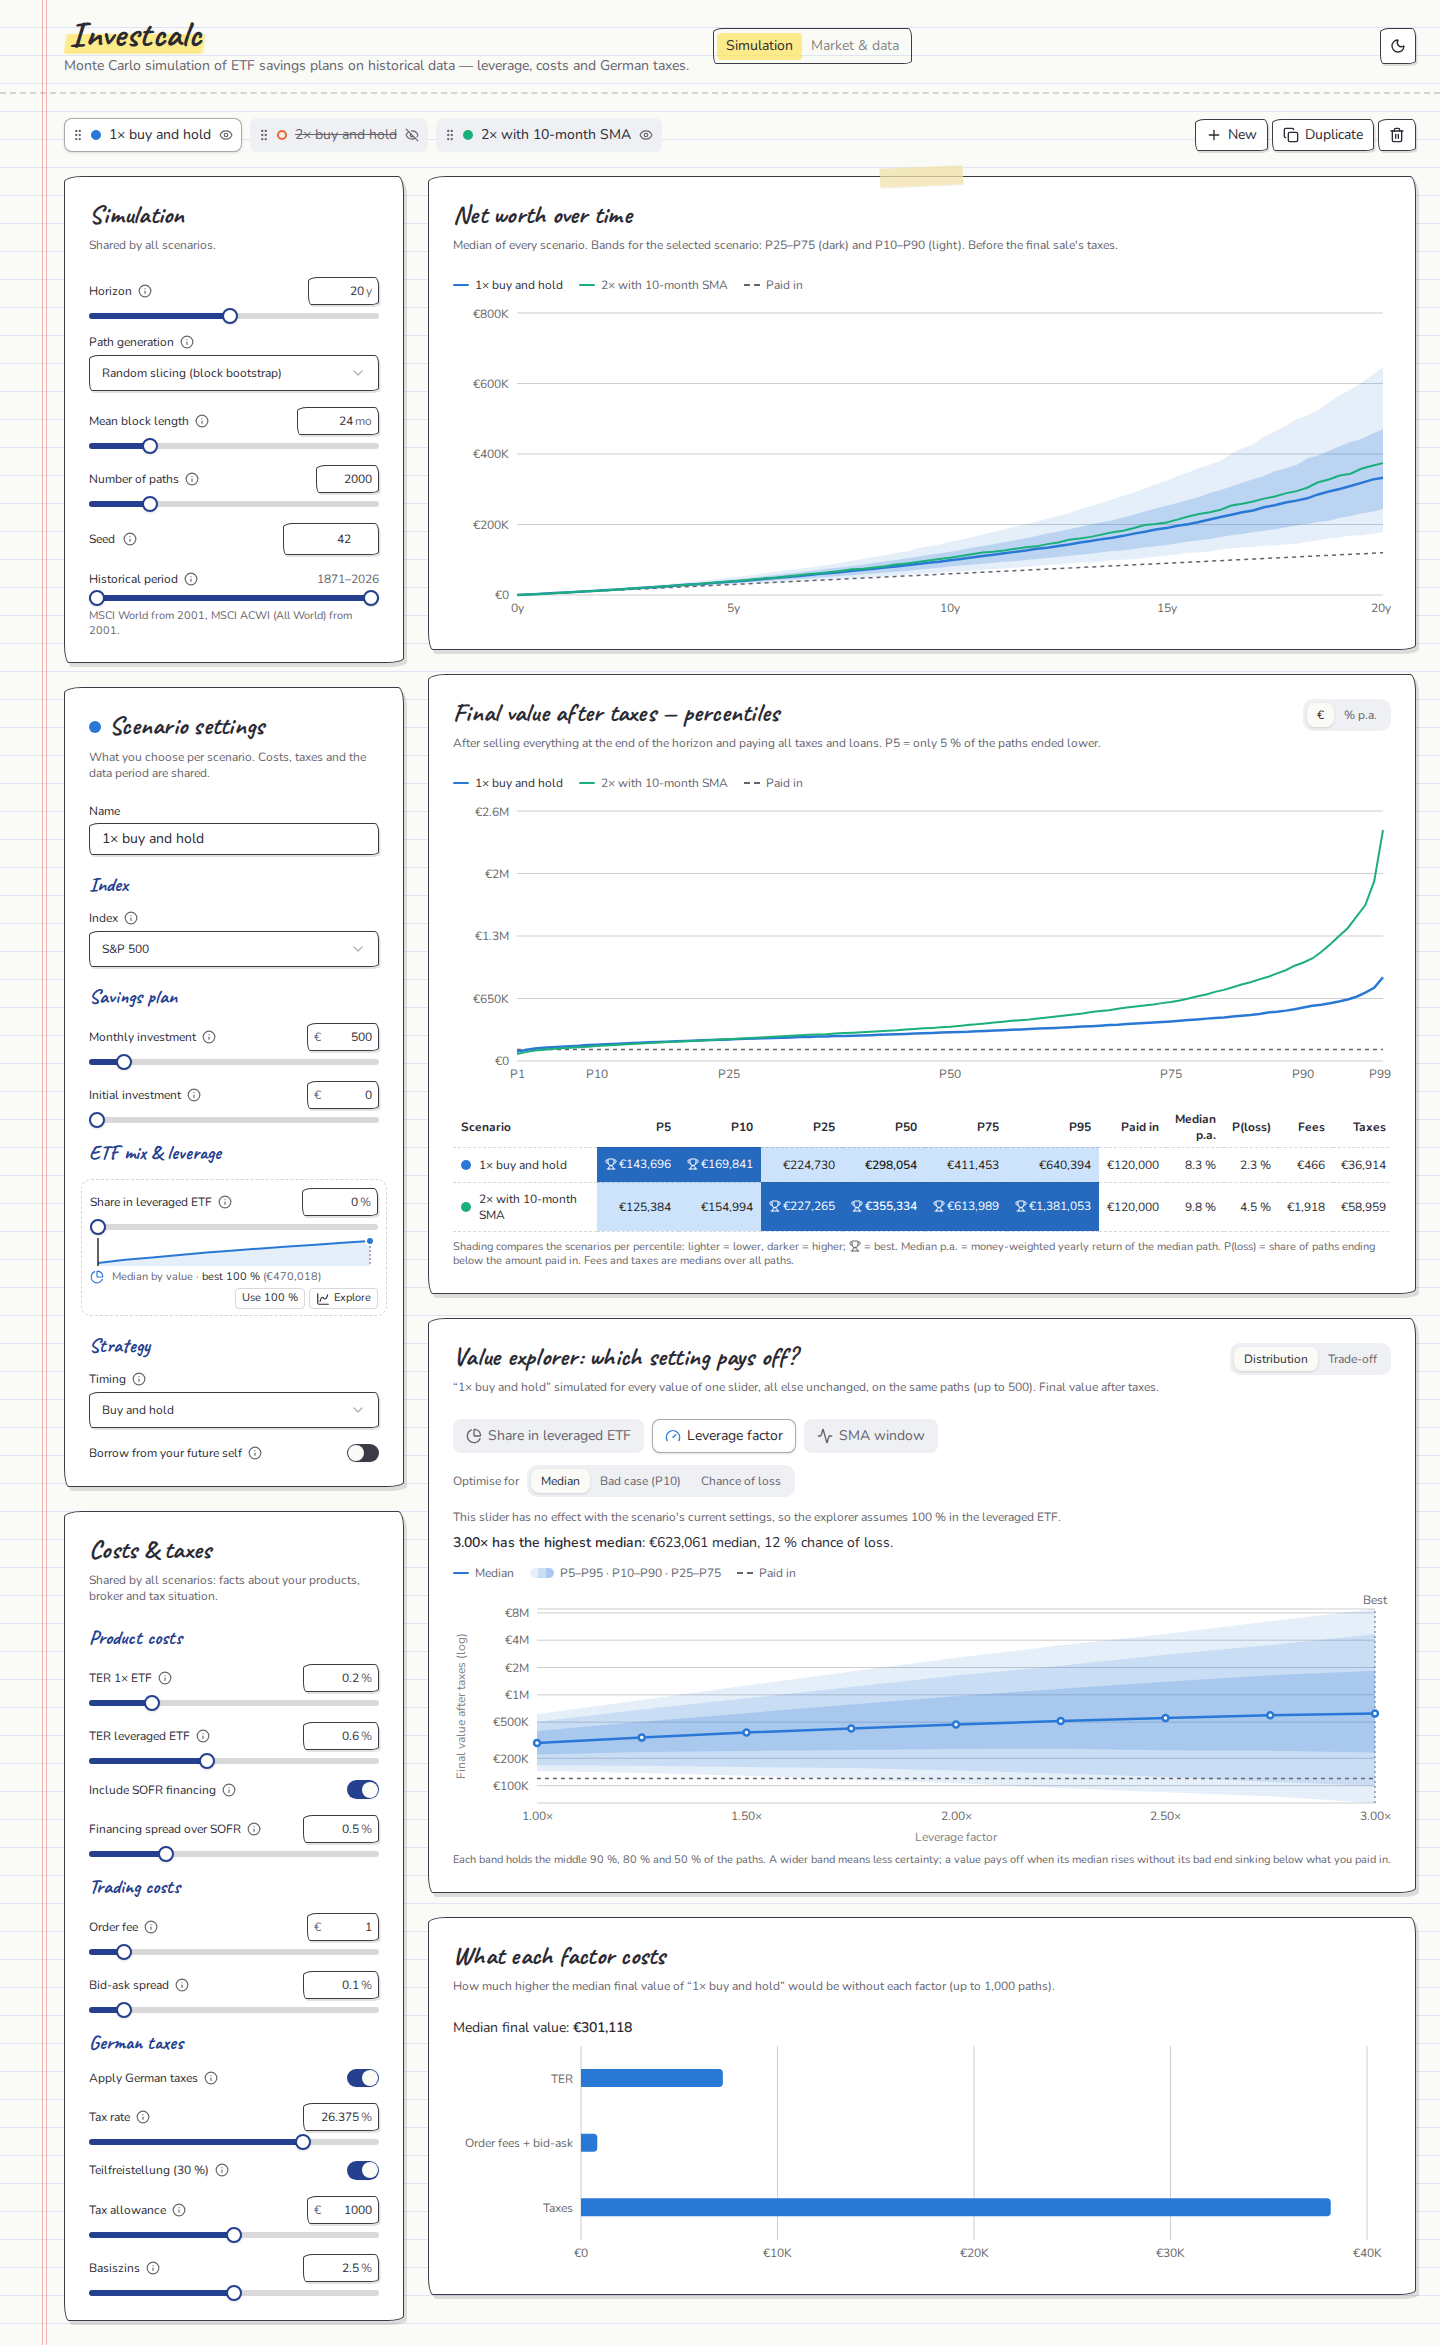 Investcalc
Monte Carlo simulation of ETF savings plans on historical data — leverage, costs and German taxes.
Simulation Market & data
1× buy and hold
2× buy and hold
2× with 10-month SMA
New
Duplicate
Simulation
Shared by all scenarios.
Horizon 20 y
Path generation
Random slicing (block bootstrap)
Mean block length 24 mo
Number of paths 2000
Seed 42
Historical period 1871–2026
MSCI World from 2001, MSCI ACWI (All World) from
2001.
Scenario settings
What you choose per scenario. Costs, taxes and the
data period are shared.
Name
1× buy and hold
Index
Index
S&P 500
Savings plan
Monthly investment € 500
Initial investment € 0
ETF mix & leverage
Share in leveraged ETF 0 %
Median by value · best 100 % (€470,018)
Use 100 % Explore
Strategy
Timing
Buy and hold
Borrow from your future self
Costs & taxes
Shared by all scenarios: facts about your products,
broker and tax situation.
Product costs
TER 1× ETF 0.2 %
TER leveraged ETF 0.6 %
Include SOFR financing
Financing spread over SOFR 0.5 %
Trading costs
Order fee € 1
Bid-ask spread 0.1 %
German taxes
Apply German taxes
Tax rate 26.375 %
Teilfreistellung (30 %)
Tax allowance € 1000
Basiszins 2.5 %
Net worth over time
Median of every scenario. Bands for the selected scenario: P25–P75 (dark) and P10–P90 (light). Before the final sale's taxes.
1× buy and hold 2× with 10-month SMA Paid in
€800K
€600K
€400K
€200K
€0
0y 5y 10y 15y 20y
Final value after taxes — percentiles
€ % p.a.
After selling everything at the end of the horizon and paying all taxes and loans. P5 = only 5 % of the paths ended lower.
1× buy and hold 2× with 10-month SMA Paid in
€2.6M
€2M
€1.3M
€650K
€0
P1 P10 P25 P50 P75 P90 P99
Scenario P5 P10 P25 P50 P75 P95 Paid in Median p.a. P(loss) Fees Taxes
1× buy and hold €143,696 €169,841 €224,730 €298,054 €411,453 €640,394 €120,000 8.3 % 2.3 % €466 €36,914
2× with 10-month SMA €125,384 €154,994 €227,265 €355,334 €613,989 €1,381,053 €120,000 9.8 % 4.5 % €1,918 €58,959
Shading compares the scenarios per percentile: lighter = lower, darker = higher; = best. Median p.a. = money-weighted yearly return of the median path. P(loss) = share of paths ending
below the amount paid in. Fees and taxes are medians over all paths.
Value explorer: which setting pays off?
Distribution Trade-off
“1× buy and hold” simulated for every value of one slider, all else unchanged, on the same paths (up to 500). Final value after taxes.
Share in leveraged ETF Leverage factor SMA window
Optimise for Median Bad case (P10) Chance of loss
This slider has no effect with the scenario's current settings, so the explorer assumes 100 % in the leveraged ETF.
3.00× has the highest median: €623,061 median, 12 % chance of loss.
Median P5–P95 · P10–P90 · P25–P75 Paid in
Best
Final value after taxes (log)
€8M
€4M
€2M
€1M
€500K
€200K
€100K
1.00× 1.50× 2.00× 2.50× 3.00×
Leverage factor
Each band holds the middle 90 %, 80 % and 50 % of the paths. A wider band means less certainty; a value pays off when its median rises without its bad end sinking below what you paid in.
What each factor costs
How much higher the median final value of “1× buy and hold” would be without each factor (up to 1,000 paths).
Median final value: €301,118
TER
Order fees + bid-ask
Taxes
€0 €10K €20K €30K €40K